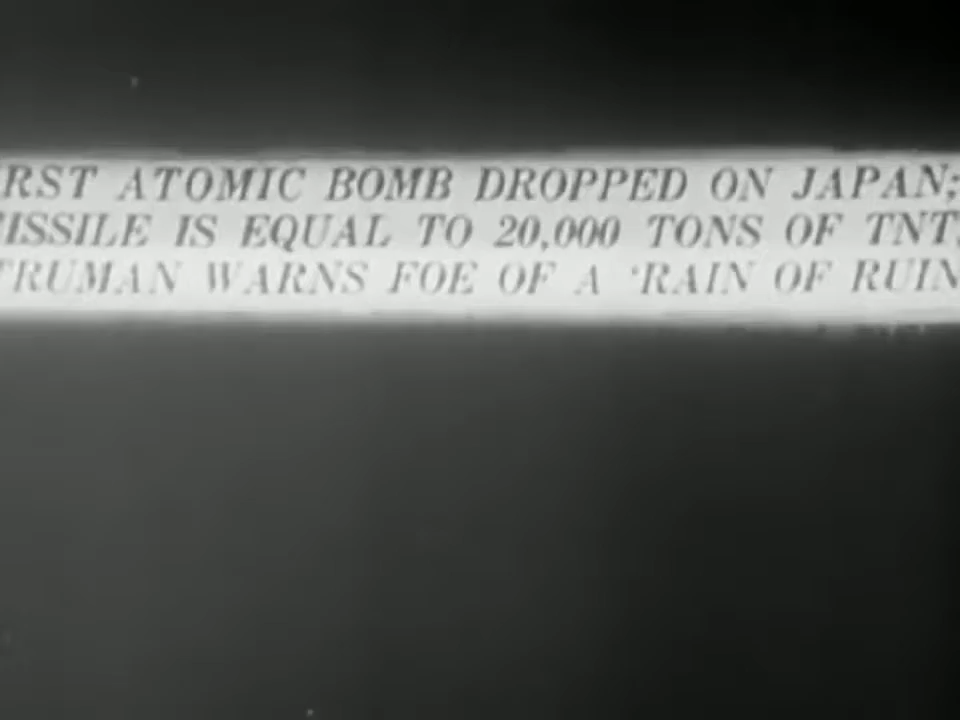 RST ATOMIC BOMB DROPPED ON JAPAN;
ISSILE IS EQUAL TO 20,000 TONS OF TNT;
TRUMAN WARNS FOE OF A 'RAIN OF RUIN